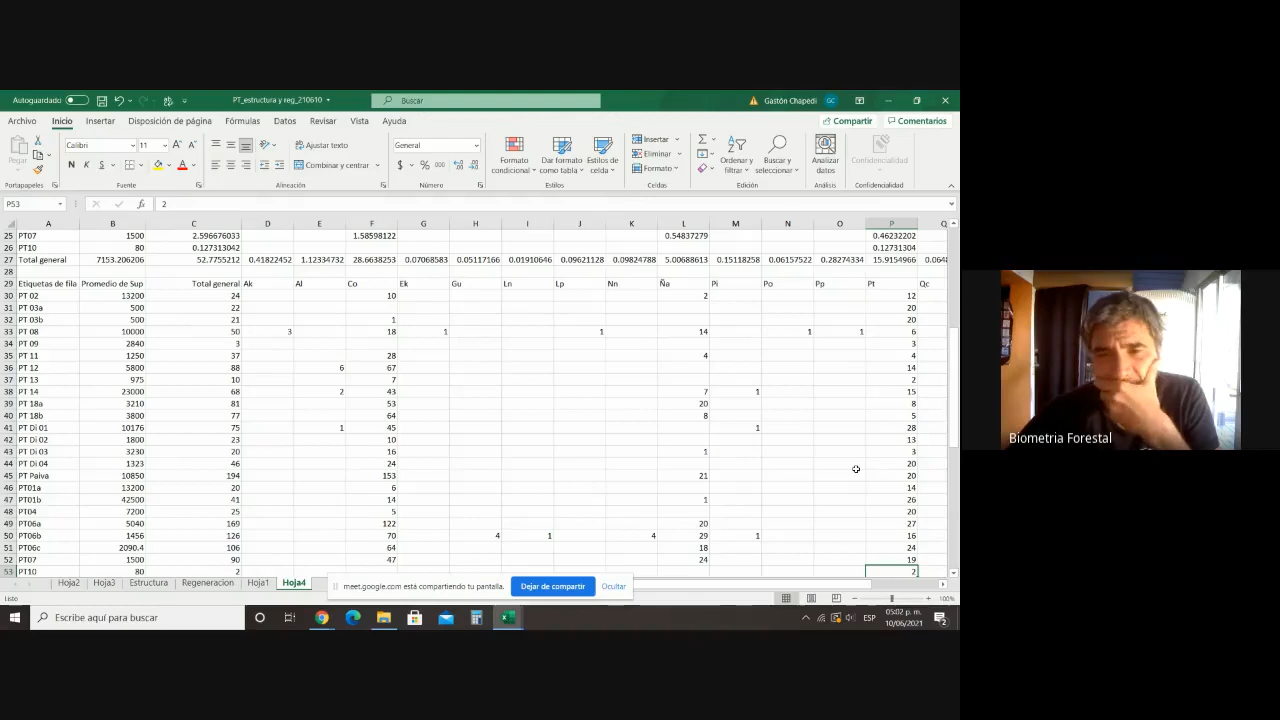 Autoguardado PT_estructura y reg_210610 Buscar Gastón Chapedi GC
Archivo Inicio Insertar Disposición de página Fórmulas Datos Revisar Vista Ayuda Compartir Comentarios
Pegar Calibri 11 A A Ajustar texto General Formato condicional Dar formato como tabla Estilos de celda Insertar Ordenar y filtrar Buscar y seleccionar Analizar datos Confidencialidad
N K S A Combinar y centrar $ % 000 Eliminar
Formato
Portapapeles Fuente Alineación Número Estilos Celdas Edición Análisis Confidencialidad
P53 fx 2
A B C D E F G H I J K L M N O P Q
25 PT07 1500 2.596676033 1.58598122 0.54837279 0.46232202
26 PT10 80 0.127313042 0.12731304
27 Total general 7153.206206 52.7755212 0.41822452 1.12334732 28.6638253 0.07068583 0.05117166 0.01910646 0.09621128 0.09824788 5.00688613 0.15118258 0.06157522 0.28274334 15.9154966 0.064
28
29 Etiquetas de fila Promedio de Sup Total general Ak Al Co Ek Gu Ln Lp Nn Ña Pi Po Pp Pt Qc
30 PT 02 13200 24 10 2 12
31 PT 03a 500 22 20
32 PT 03b 500 21 1 20
33 PT 08 10000 50 3 18 1 1 14 1 1 6
34 PT 09 2840 3 3
35 PT 11 1250 37 28 4 4
36 PT 12 5800 88 6 67 14
37 PT 13 975 10 7 2
38 PT 14 23000 68 2 43 7 1 15
39 PT 18a 3210 81 53 20 8
40 PT 18b 3800 77 64 8 5
41 PT Di 01 10176 75 1 45 1 28
42 PT Di 02 1800 23 10 13
43 PT Di 03 3230 20 16 1 3
44 PT Di 04 1323 46 24 20
45 PT Paiva 10850 194 153 21 20
46 PT01a 13200 20 6 14
47 PT01b 42500 41 14 1 26
48 PT04 7200 25 5 20
49 PT06a 5040 169 122 20 27
50 PT06b 1456 126 70 4 1 4 29 1 16
51 PT06c 2090.4 106 64 18 24
52 PT07 1500 90 47 24 19
53 PT10 80 2 2
Hoja2 Hoja3 Estructura Regeneracion Hoja1 Hoja4
meet.google.com está compartiendo tu pantalla. Dejar de compartir Ocultar
Listo 100%
Escribe aquí para buscar ESP 05:02 p. m.
10/06/2021 2
Biometria Forestal